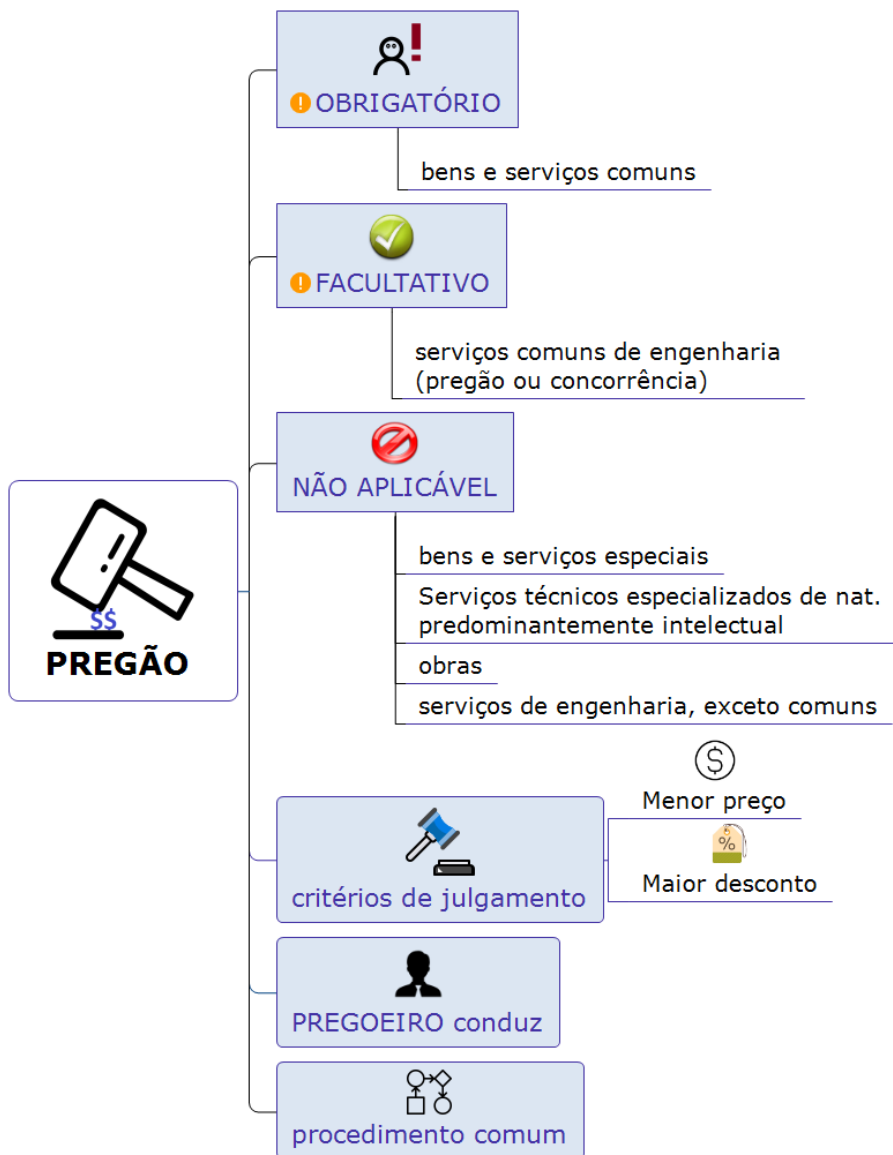 OBRIGATÓRIO
bens e serviços comuns
FACULTATIVO
serviços comuns de engenharia
(pregão ou concorrência)
NÃO APLICÁVEL
bens e serviços especiais
Serviços técnicos especializados de nat.
predominantemente intelectual
obras
serviços de engenharia, exceto comuns
$$
PREGÃO
$
Menor preço
%
Maior desconto
critérios de julgamento
PREGOEIRO conduz
procedimento comum